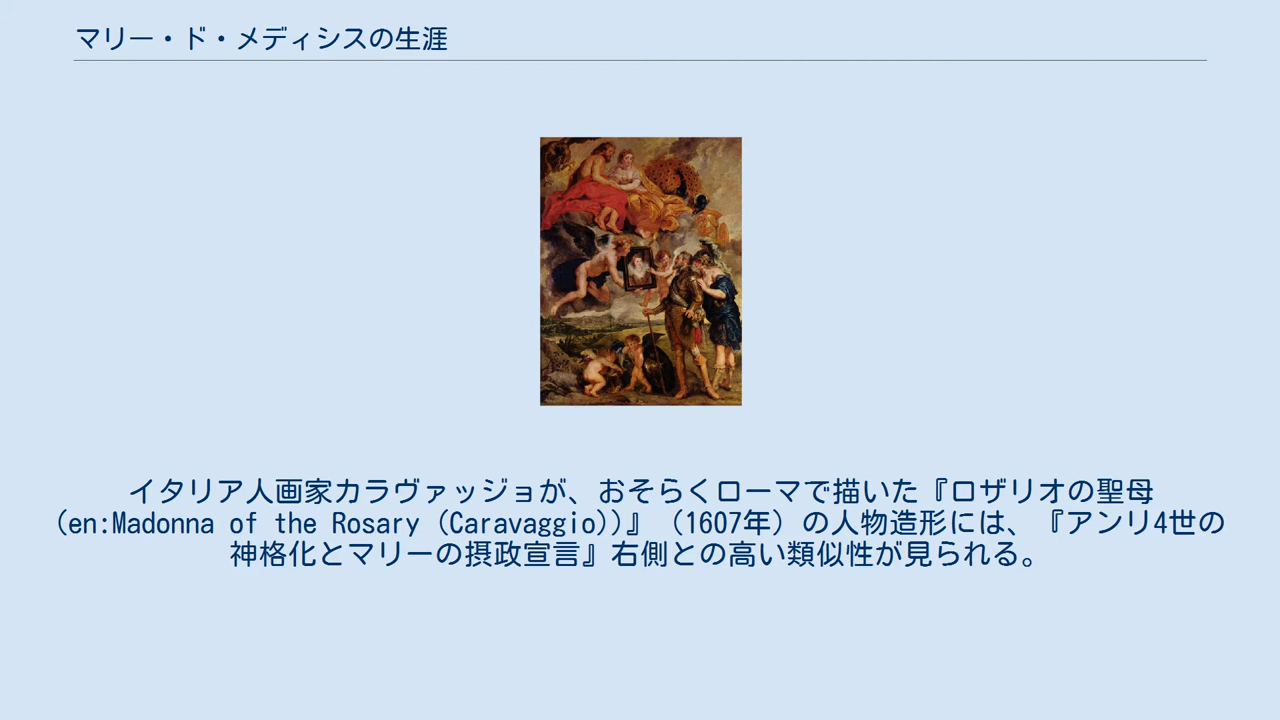 マリー・ド・メディシスの生涯
イタリア人画家カラヴァッジョが、おそらくローマで描いた『ロザリオの聖母
(en:Madonna of the Rosary (Caravaggio))』（1607年）の人物造形には、『アンリ4世の
神格化とマリーの摂政宣言』右側との高い類似性が見られる。